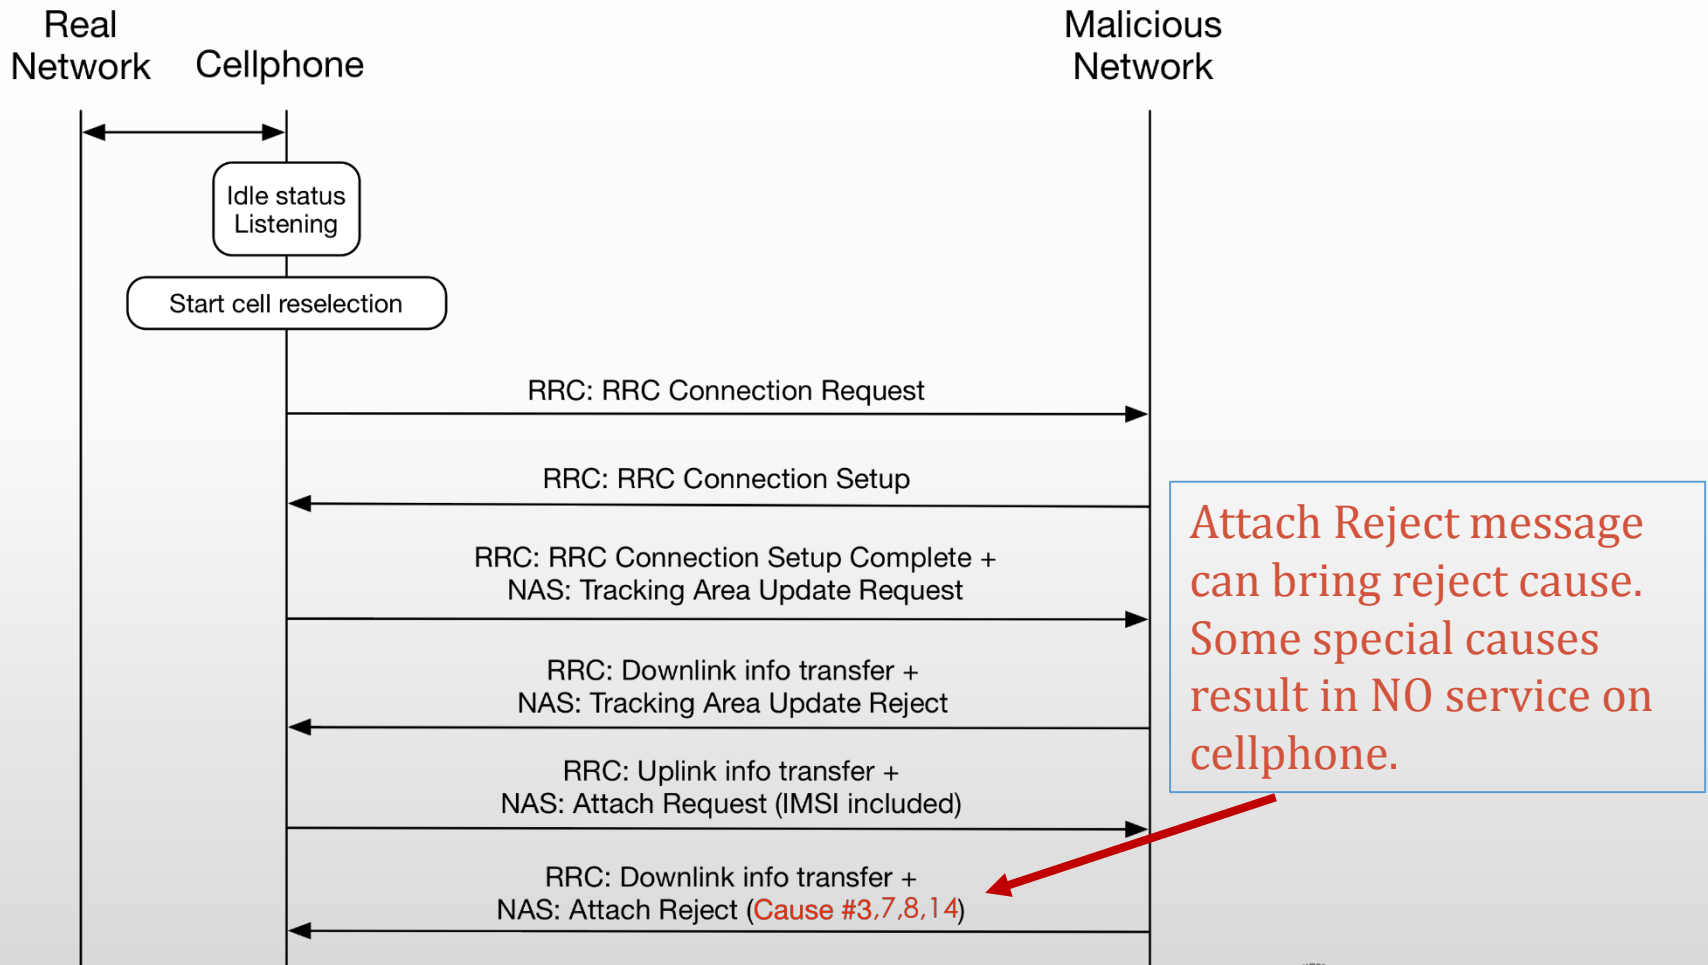 Real
Network
Cellphone
Malicious
Network
Idle status
Listening
Start cell reselection
RRC: RRC Connection Request
RRC: RRC Connection Setup
RRC: RRC Connection Setup Complete +
NAS: Tracking Area Update Request
RRC: Downlink info transfer +
NAS: Tracking Area Update Reject
RRC: Uplink info transfer +
NAS: Attach Request (IMSI included)
RRC: Downlink info transfer +
NAS: Attach Reject (Cause #3,7,8,14)
Attach Reject message
can bring reject cause.
Some special causes
result in NO service on
cellphone.